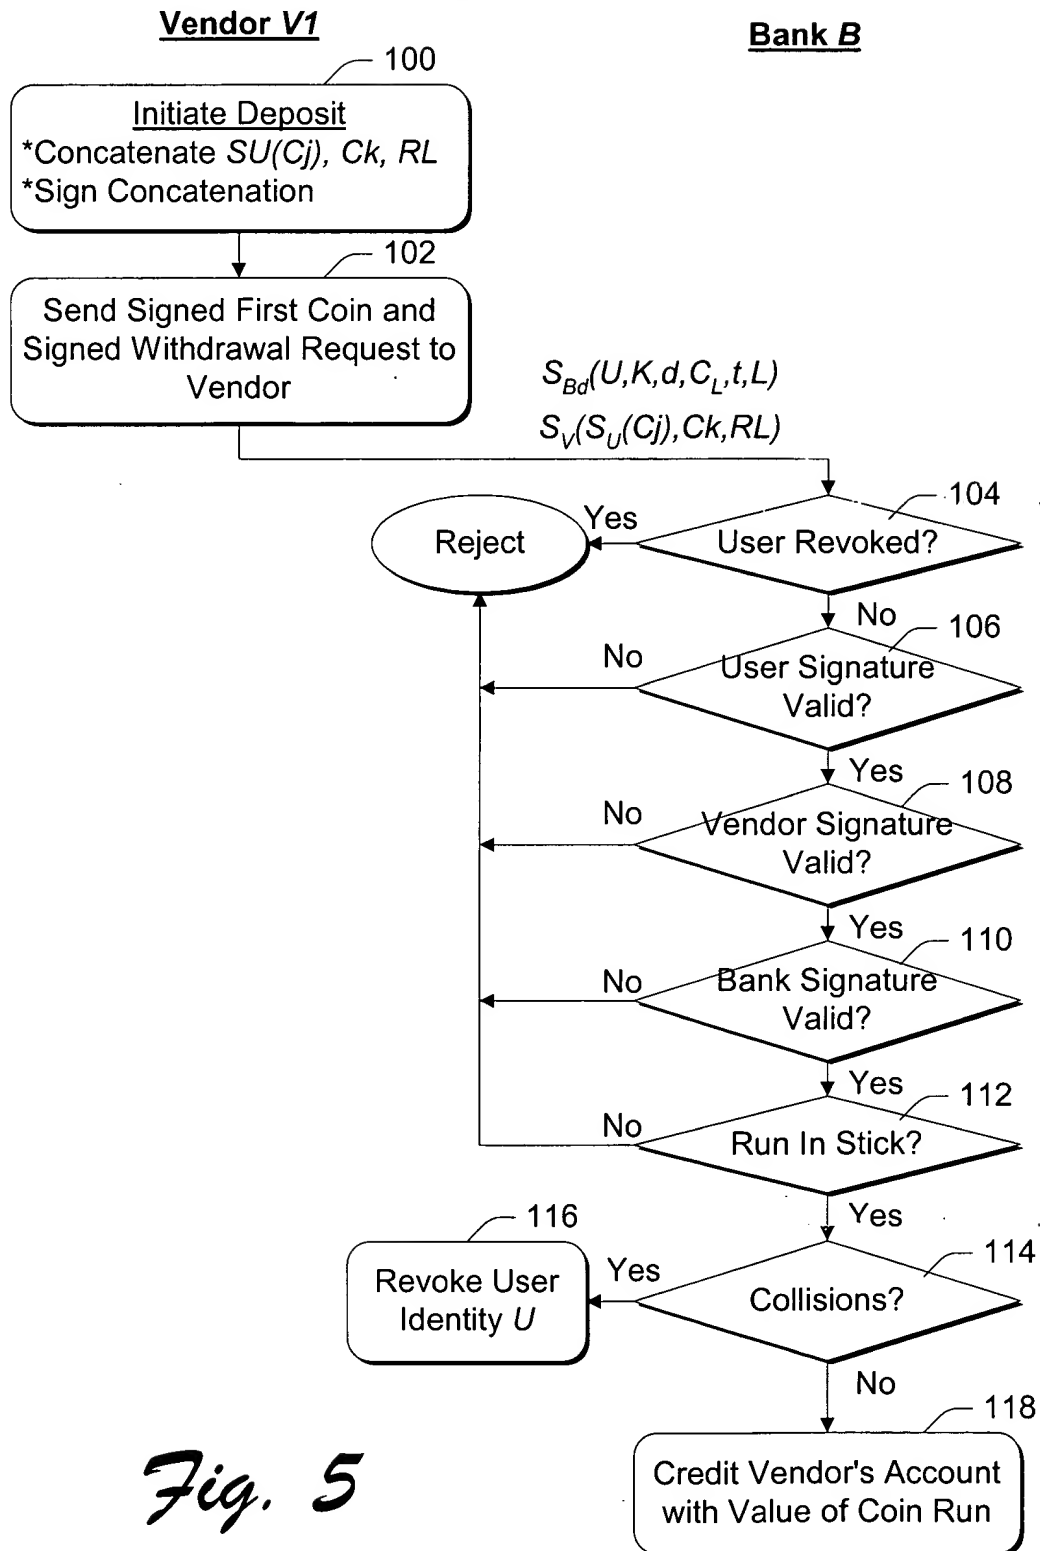 Vendor V1
Bank B
100
Initiate Deposit
*Concatenate SU(Cj), Ck, RL
*Sign Concatenation
102
Send Signed First Coin and
Signed Withdrawal Request to
Vendor
S_Bd(U,K,d,C_L,t,L)
S_V(S_U(Cj),Ck,RL)
104
Reject
Yes
User Revoked?
No
106
No
User Signature
Valid?
Yes
108
No
Vendor Signature
Valid?
Yes
110
No
Bank Signature
Valid?
Yes
112
No
Run In Stick?
Yes
116
114
Revoke User
Identity U
Yes
Collisions?
No
118
Credit Vendor's Account
with Value of Coin Run
Fig. 5